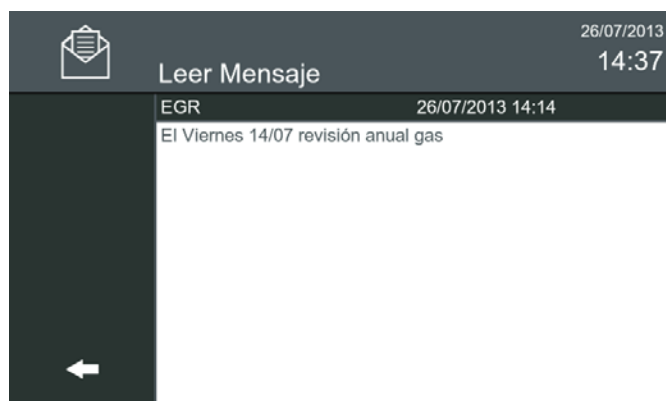 26/07/2013
14:37
Leer Mensaje
EGR 26/07/2013 14:14
El Viernes 14/07 revisión anual gas